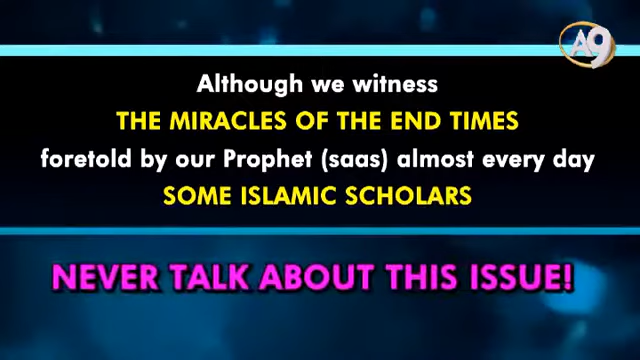 A9
Although we witness
THE MIRACLES OF THE END TIMES
foretold by our Prophet (saas) almost every day
SOME ISLAMIC SCHOLARS
NEVER TALK ABOUT THIS ISSUE!